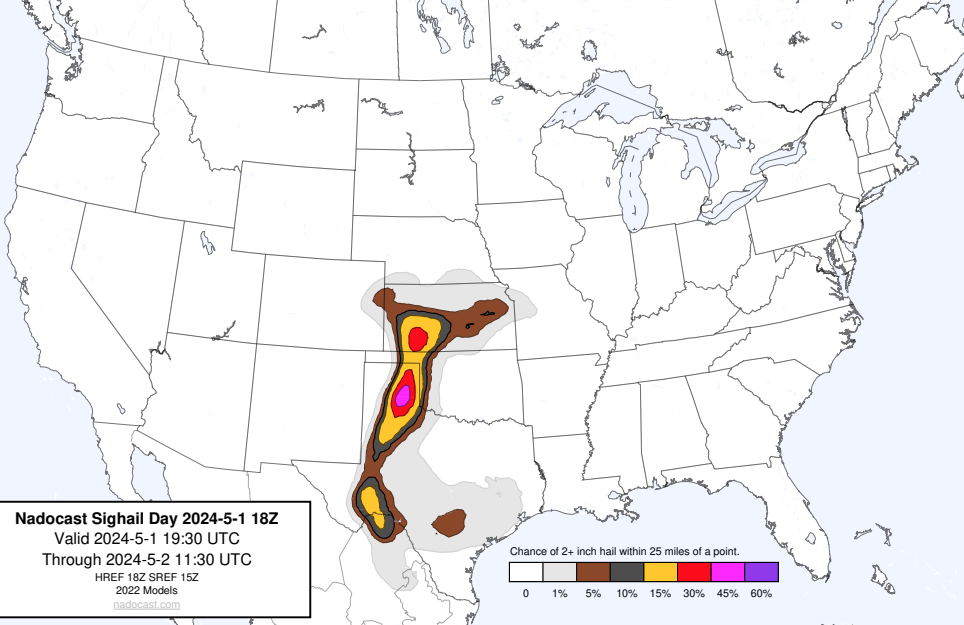 Nadocast Sighail Day 2024-5-1 18Z
Valid 2024-5-1 19:30 UTC
Through 2024-5-2 11:30 UTC
HREF 18Z SREF 15Z
2022 Models
nadocast.com
Chance of 2+ inch hail within 25 miles of a point.
0 1% 5% 10% 15% 30% 45% 60%